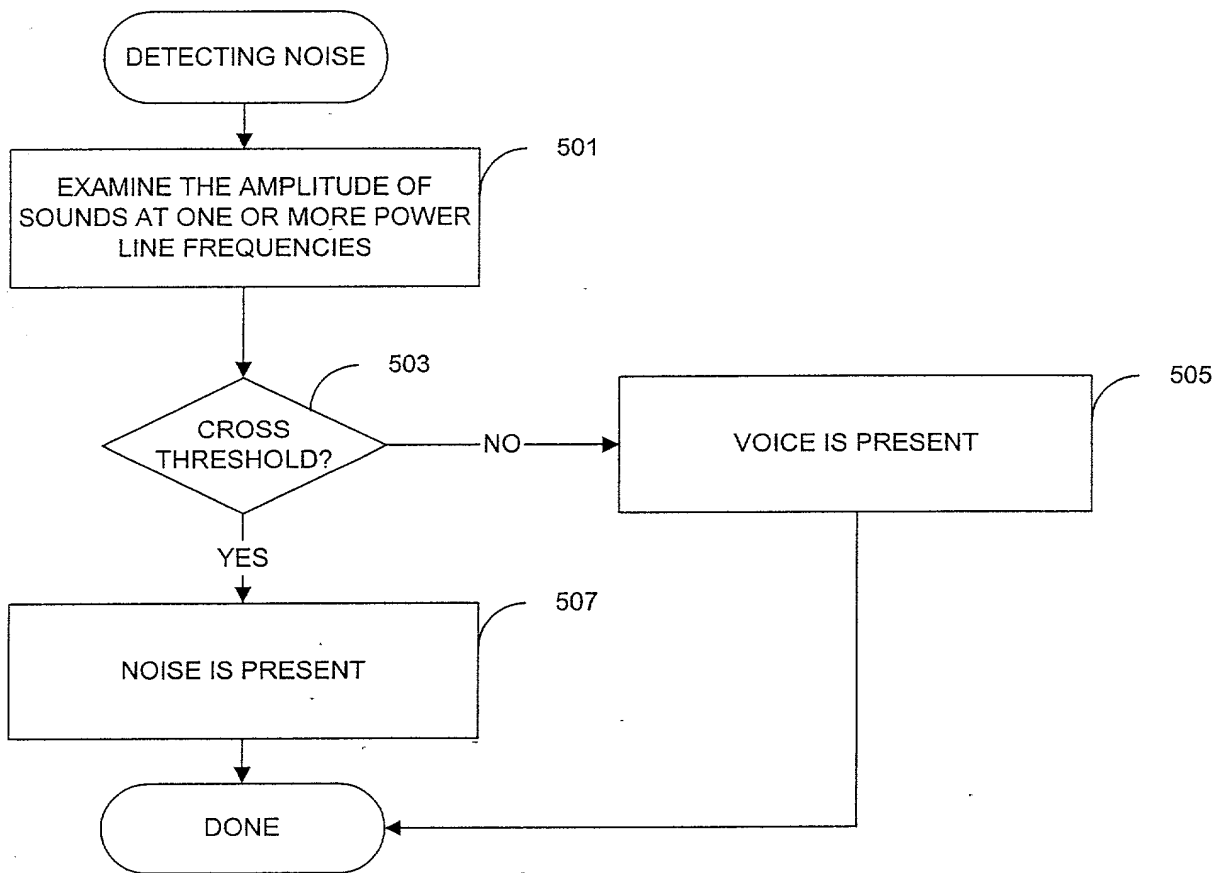 DETECTING NOISE
501
EXAMINE THE AMPLITUDE OF
SOUNDS AT ONE OR MORE POWER
LINE FREQUENCIES
503
CROSS
THRESHOLD?
NO
505
VOICE IS PRESENT
YES
507
NOISE IS PRESENT
DONE